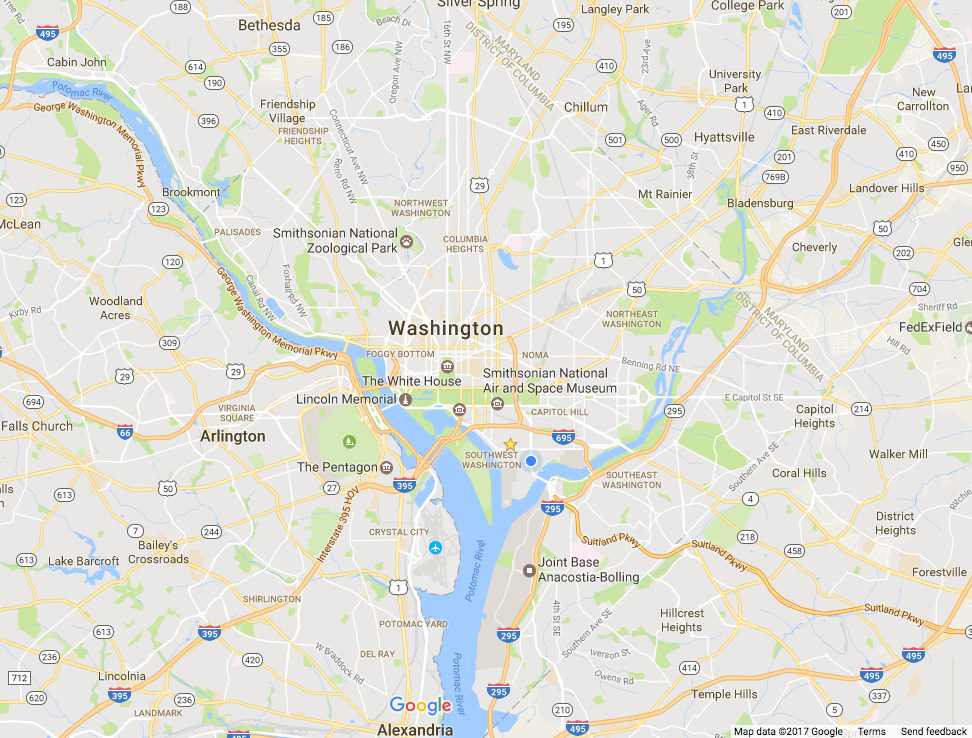 Silver Spring
188
Bethesda
185
Beach Dr
16th St NW
195
Langley Park
College Park
201
495
355
186
Oregon Ave NW
MARYLAND
DISTRICT OF COLUMBIA
23rd Ave
495
Cabin John
614
190
410
University
Park
1
410
New
Carrollton
Potomac River
George Washington Memorial Pkwy
Friendship
Village
FRIENDSHIP
HEIGHTS
396
Connecticut Ave NW
Reno Rd NW
Chillum
Ager Rd
501
500
Hyattsville
East Riverdale
201
410
450
950
38th St
769B
Brookmont
123
123
McLean
29
Mt Rainier
Bladensburg
Landover Hills
NORTHWEST
WASHINGTON
PALISADES
Smithsonian National
Zoological Park
COLUMBIA
HEIGHTS
50
Cheverly
202
120
1
Kirby Rd
Woodland
Acres
Canal Rd NW
Foxhall Rd NW
George Washington Memorial Pkwy
50
704
MARYLAND
DISTRICT OF COLUMBIA
Sheriff Rd
309
Washington
NORTHEAST
WASHINGTON
FedExField
Hill Rd
FOGGY BOTTOM
NOMA
Benning Rd NE
29
29
The White House
Smithsonian National
Air and Space Museum
694
Lincoln Memorial
CAPITOL HILL
295
E Capitol St SE
Capitol
Heights
214
VIRGINIA
SQUARE
Falls Church
66
Arlington
695
SOUTHWEST
WASHINGTON
Southern Ave SE
Walker Mill
The Pentagon
395
SOUTHEAST
WASHINGTON
Coral Hills
50
27
613
295
4
Ritchie
Interstate 395 HOV
7
244
CRYSTAL CITY
Suitland Pkwy
218
District
Heights
Bailey's
Crossroads
613
Lake Barcroft
Potomac River
Suitland Pkwy
458
Joint Base
Anacostia-Bolling
Forestville
1
SHIRLINGTON
4th St SE
Southern Ave SE
Hillcrest
Heights
Suitland Pkwy
POTOMAC YARD
613
395
295
Iverson St
236
420
DEL RAY
W Braddock Rd
Potomac River
414
495
712
620
Lincolnia
395
236
Owens Rd
495
337
Temple Hills
295
LANDMARK
Google
210
5
Alexandria
495
495
Map data ©2017 Google
Terms
Send feedback